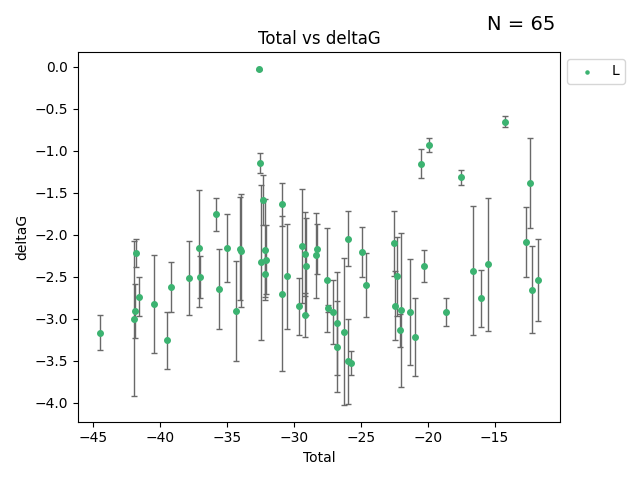 N = 65
Total vs deltaG
L
0.0
−0.5
−1.0
−1.5
−2.0
−2.5
−3.0
−3.5
−4.0
deltaG
−45 −40 −35 −30 −25 −20 −15
Total